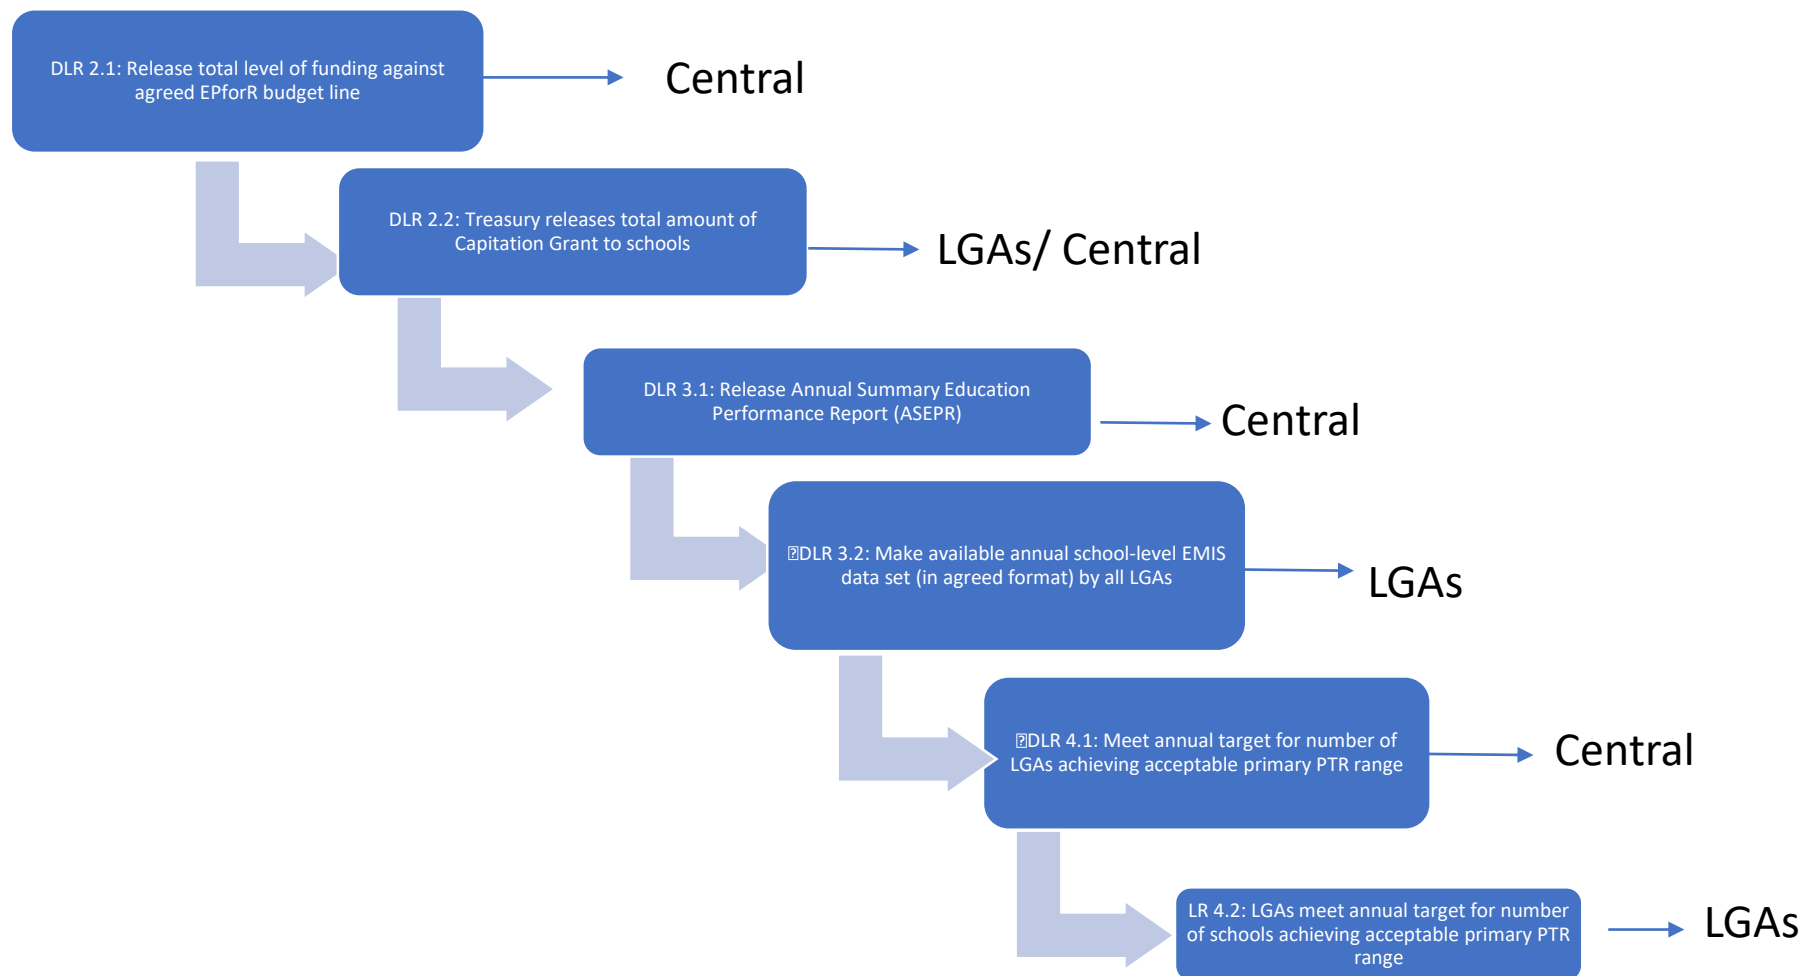 DLR 2.1: Release total level of funding against
agreed EPforR budget line
Central
DLR 2.2: Treasury releases total amount of
Capitation Grant to schools
LGAs/ Central
DLR 3.1: Release Annual Summary Education
Performance Report (ASEPR)
Central
⍰DLR 3.2: Make available annual school-level EMIS
data set (in agreed format) by all LGAs
LGAs
⍰DLR 4.1: Meet annual target for number of
LGAs achieving acceptable primary PTR range
Central
LR 4.2: LGAs meet annual target for number
of schools achieving acceptable primary PTR
range
LGAs